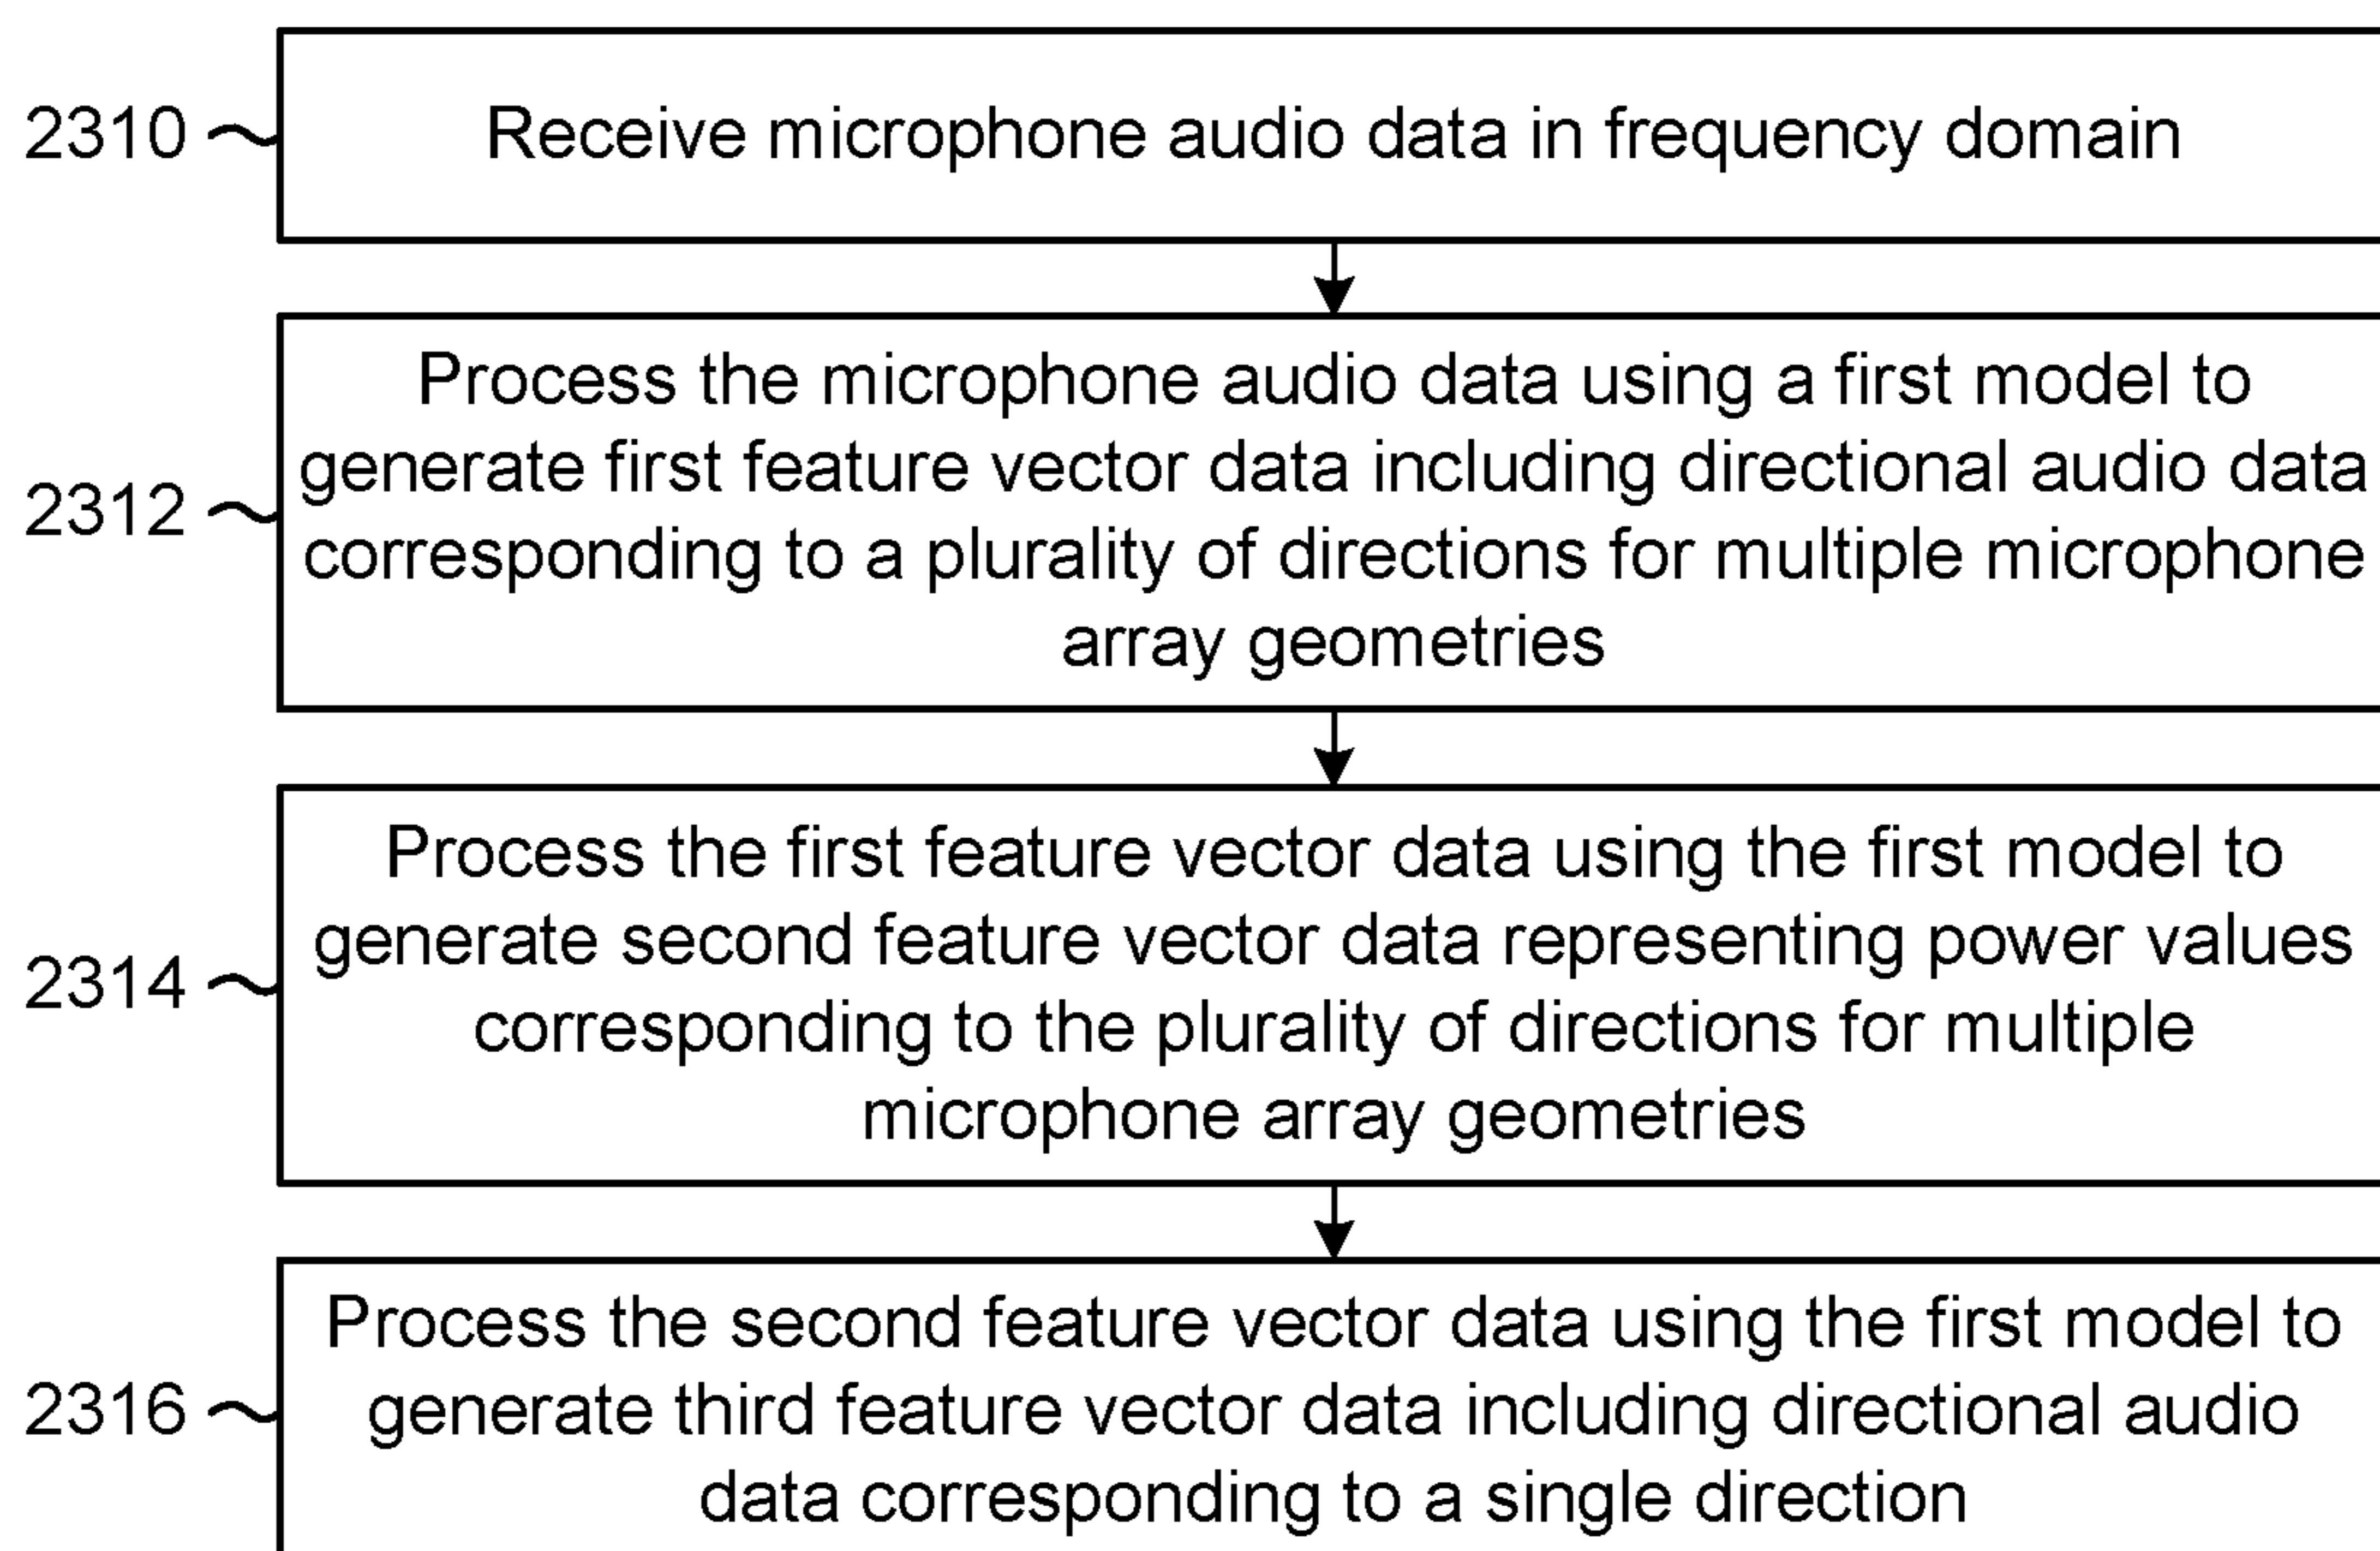 2310
Receive microphone audio data in frequency domain
Process the microphone audio data using a first model to
generate first feature vector data including directional audio data
2312
corresponding to a plurality of directions for multiple microphone
array geometries
Process the first feature vector data using the first model to
generate second feature vector data representing power values
2314
corresponding to the plurality of directions for multiple
microphone array geometries
Process the second feature vector data using the first model to
2316
generate third feature vector data including directional audio
data corresponding to a single direction